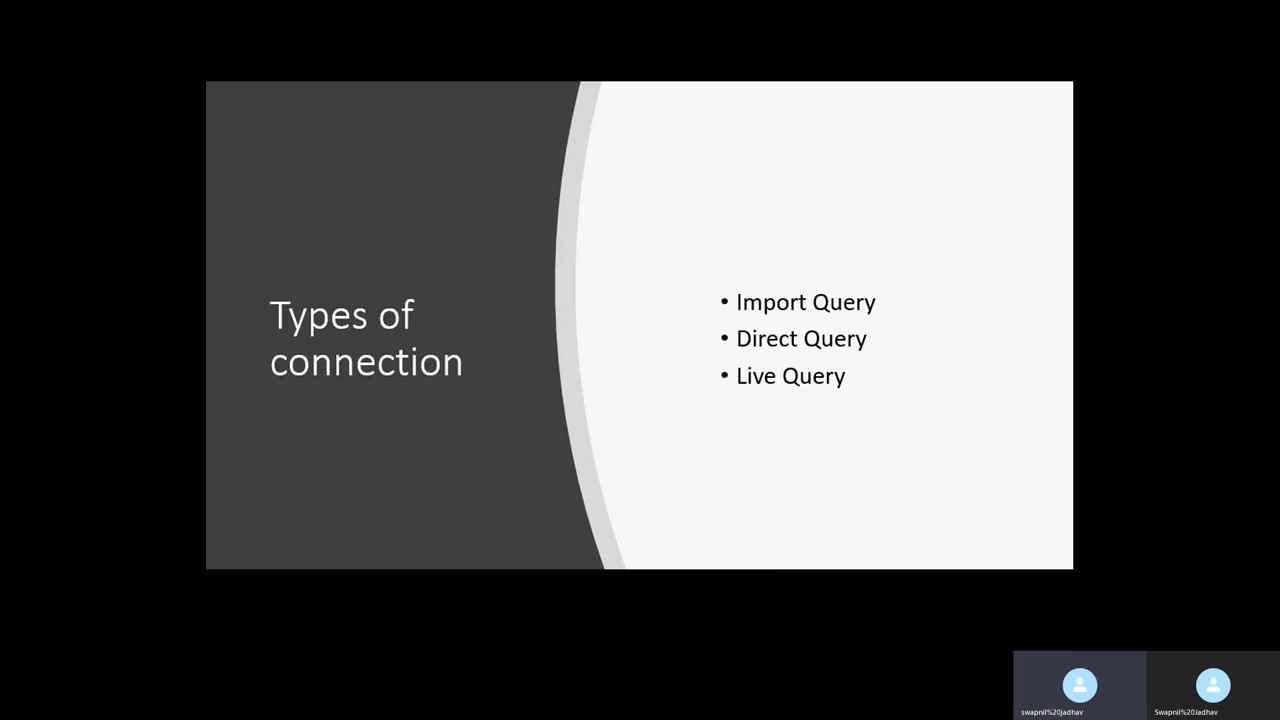 Types of
connection
• Import Query
• Direct Query
• Live Query
swapnil%20jadhav
Swapnil%20Jadhav